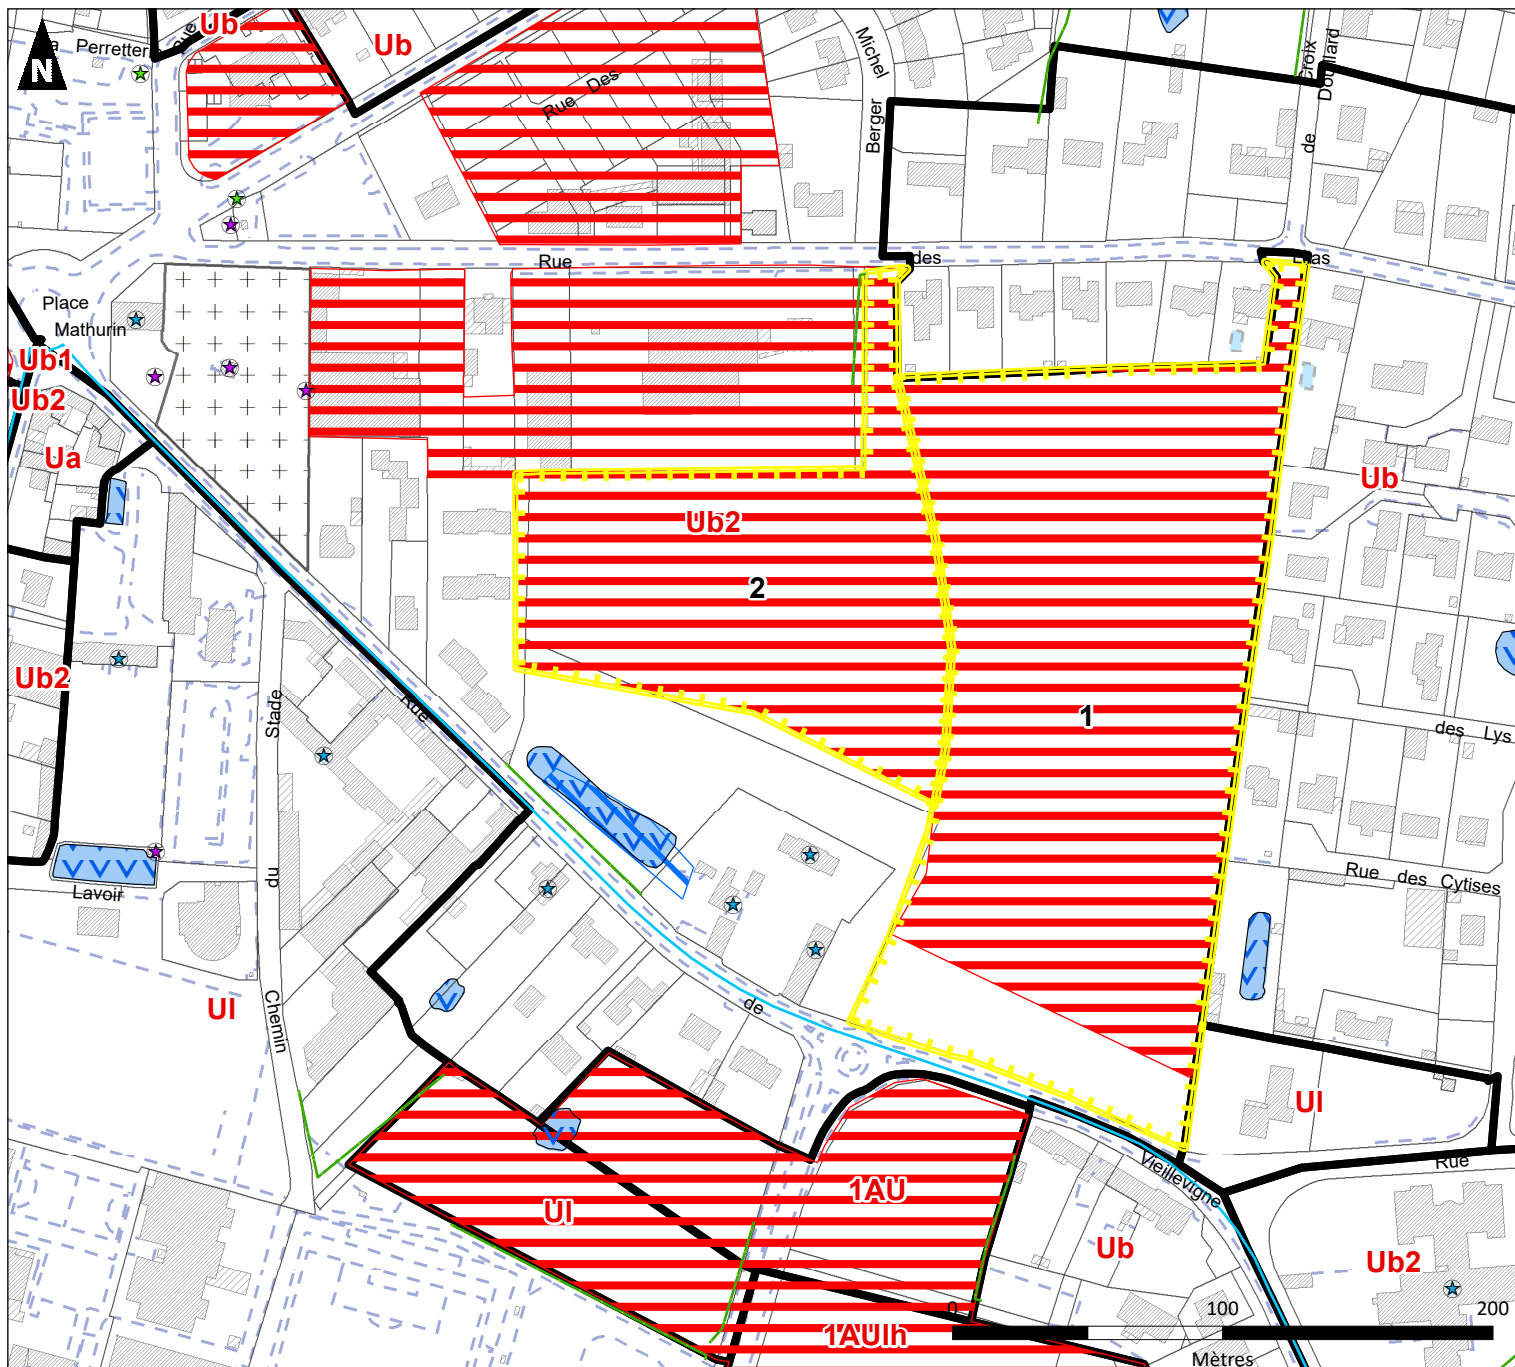 N
Perretter
Rue
Ub
Ub
Michel
Berger
Rue Des
Croix
Douillard
de
Rue
des
Lilas
Place
Mathurin
Ub1
Ub2
Ua
Ub
Ub2
2
1
Ub2
Stade
Rue
des Lys
Lavoir
du
Rue des Cytises
Ul
Chemin
de
Ul
Vieillevigne
Rue
1AU
Ul
Ub
Ub2
0 100 200
1AUlh
Mètres